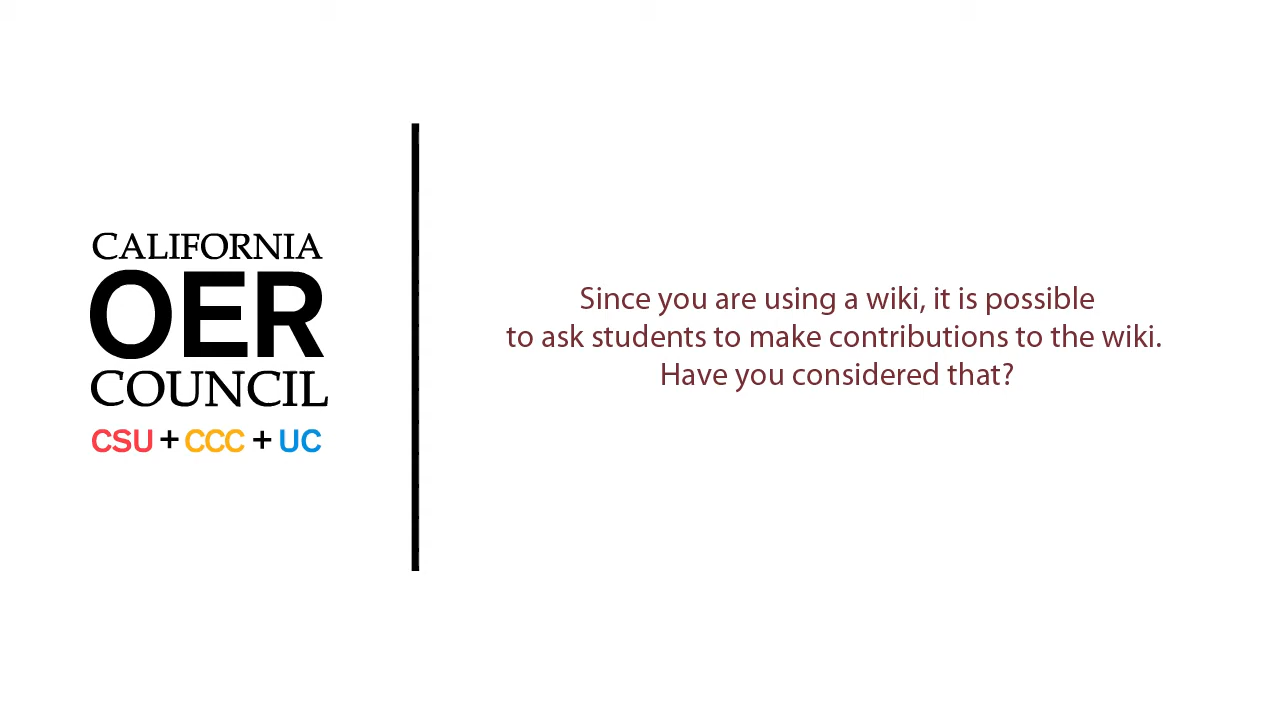 CALIFORNIA
OER
COUNCIL
CSU + CCC + UC
Since you are using a wiki, it is possible
to ask students to make contributions to the wiki.
Have you considered that?